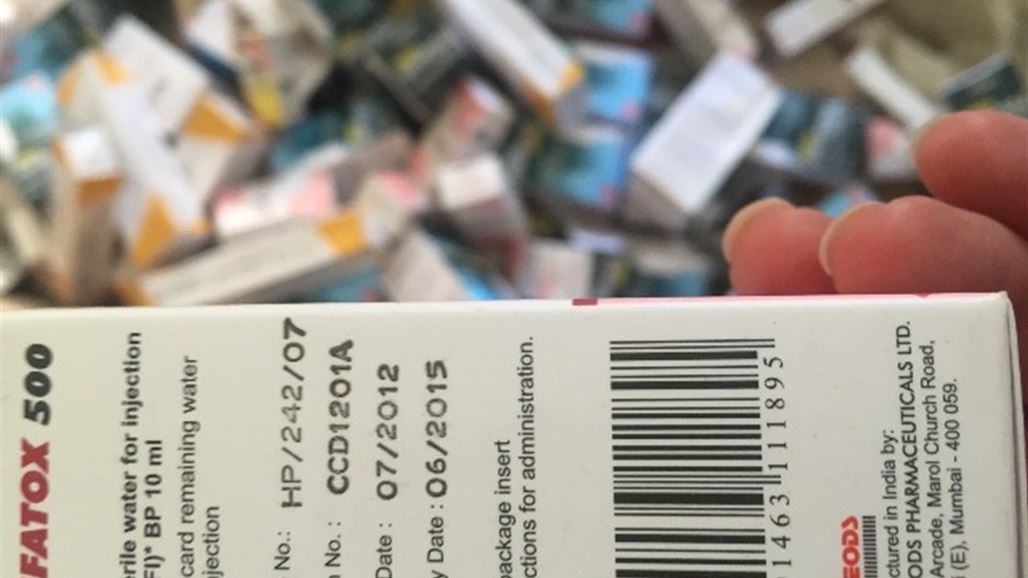 FATOX 500
rile water for injection
FI)* BP 10 ml
card remaining water
jection
No.: HP/242/07
n No. : CCD1201A
Date : 07/2012
y Date : 06/2015
package insert
ctions for administration.
1463 111895
EODS
ctured in India by:
ODS PHARMACEUTICALS LTD.
Arcade, Marol Church Road,
(E), Mumbai - 400 059.